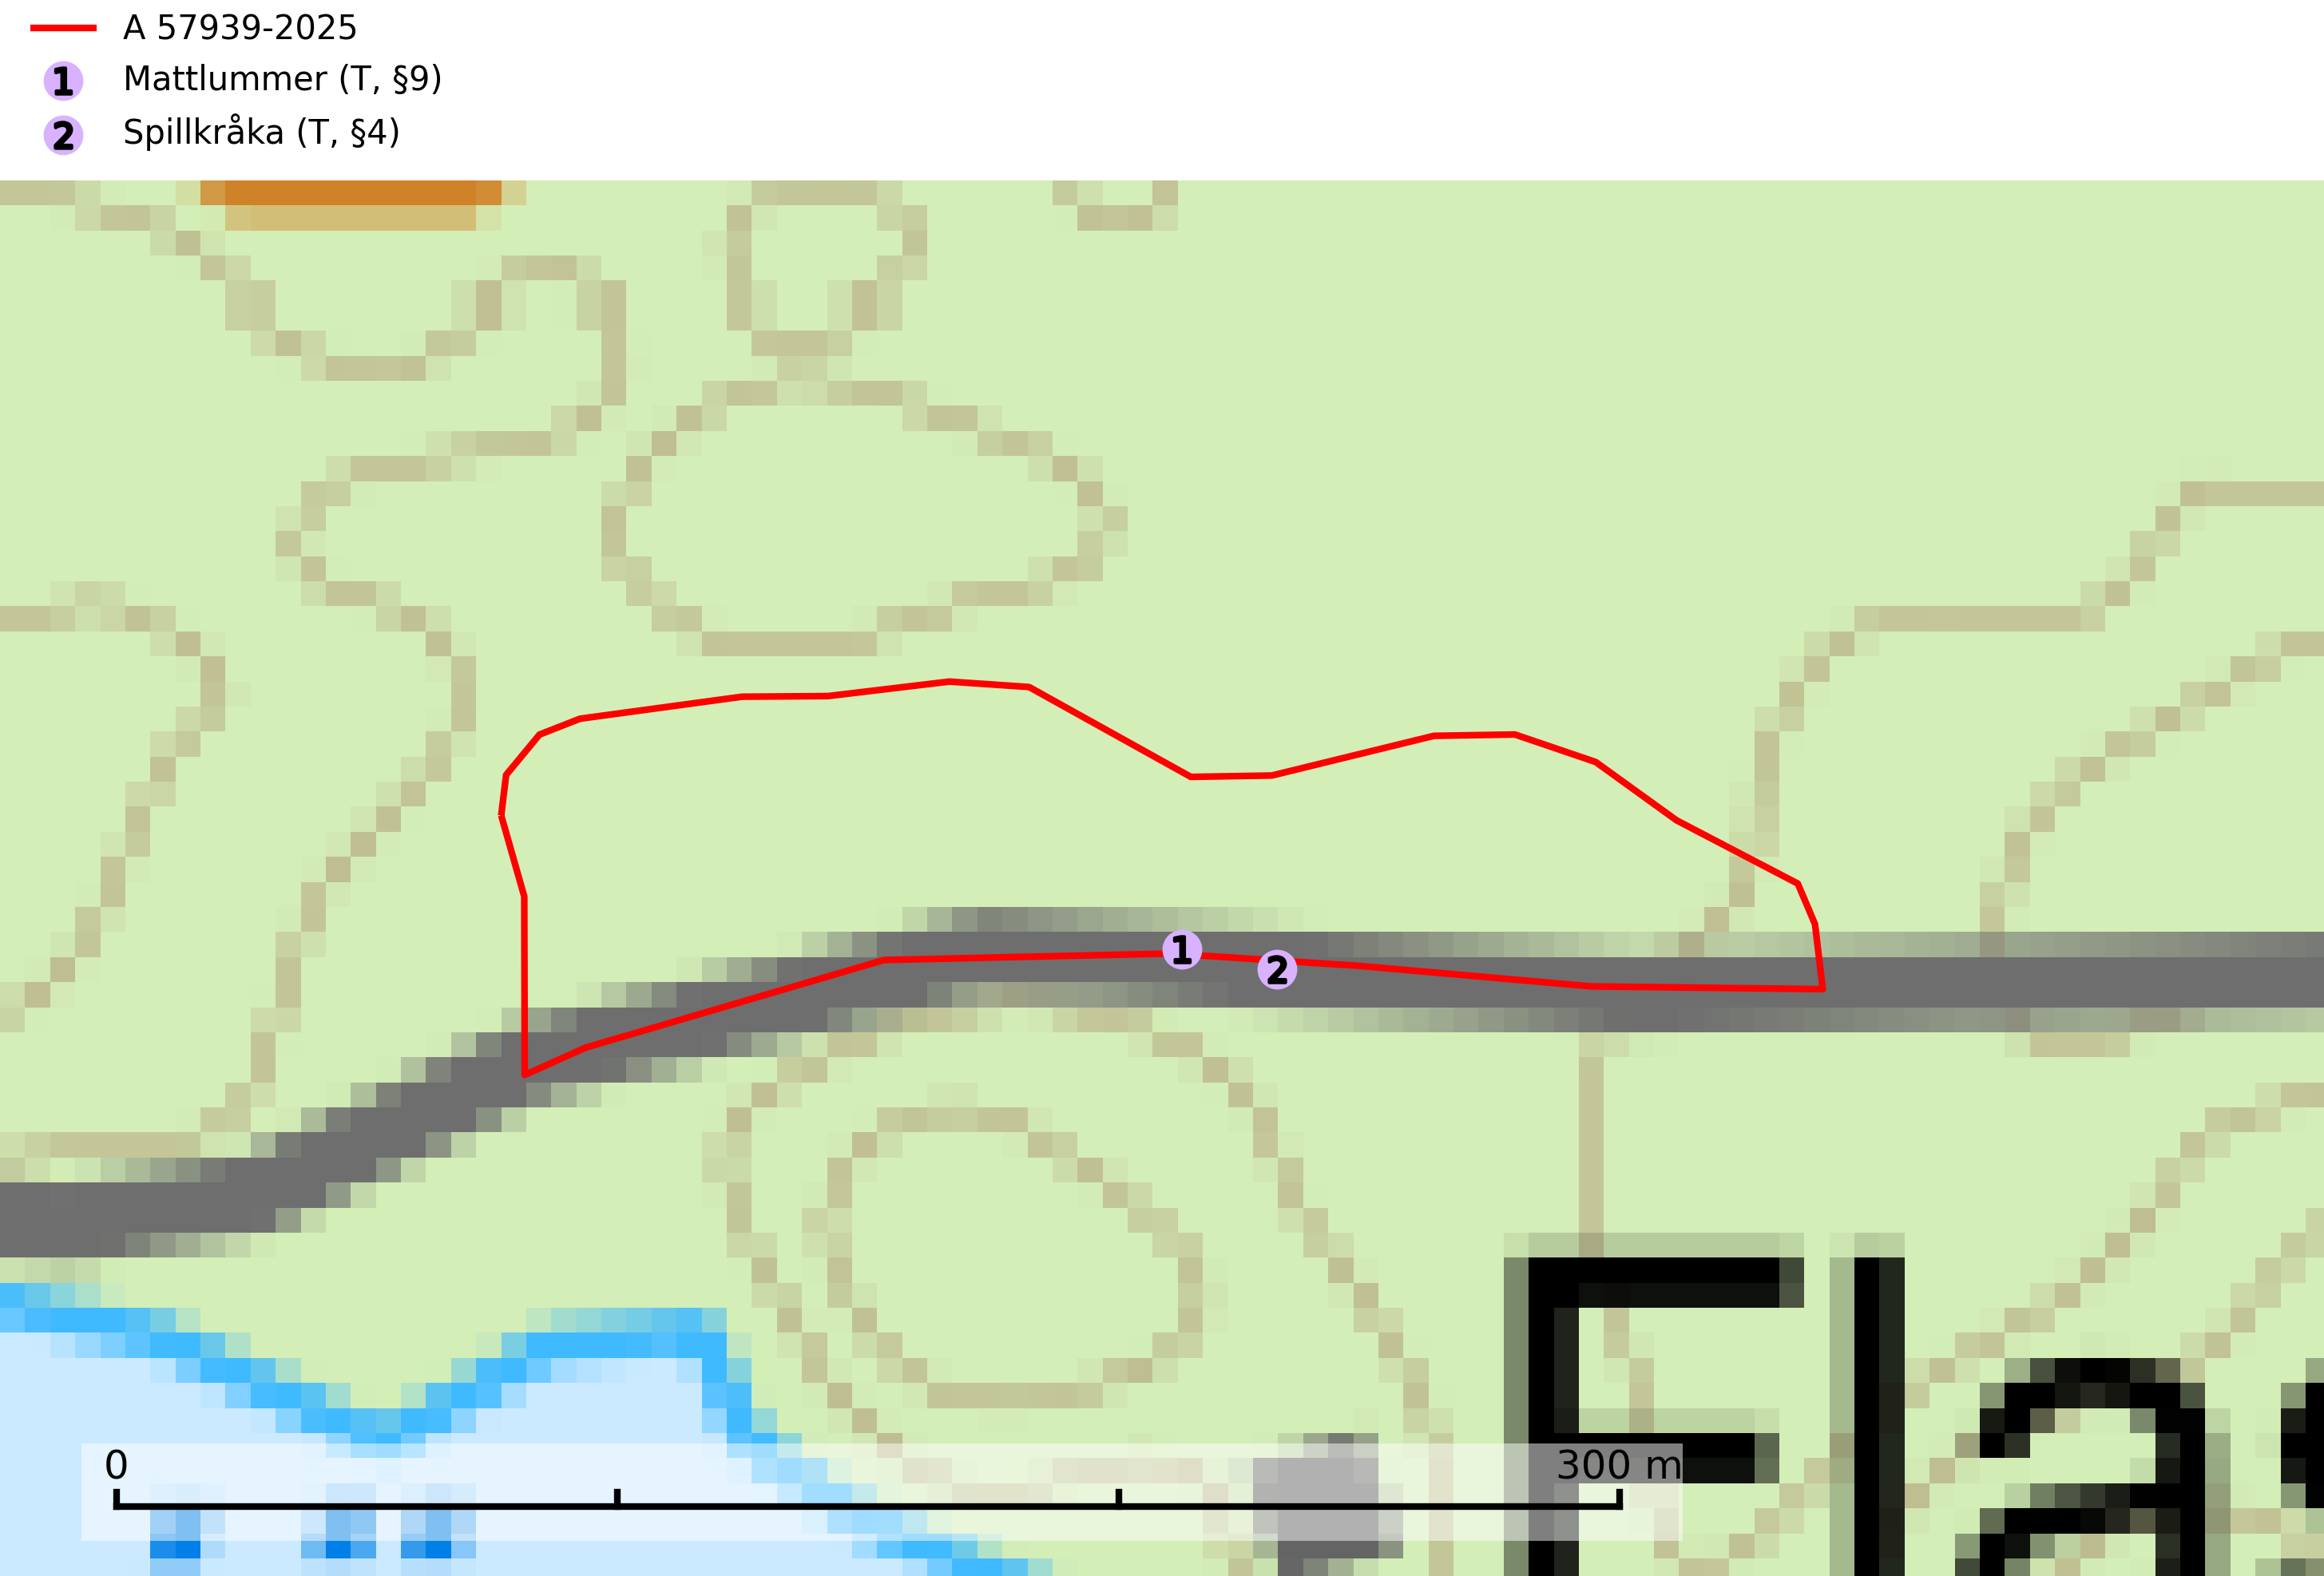 A 57939-2025
1 Mattlummer (T, §9)
2 Spillkråka (T, §4)
1
2
0 300 m